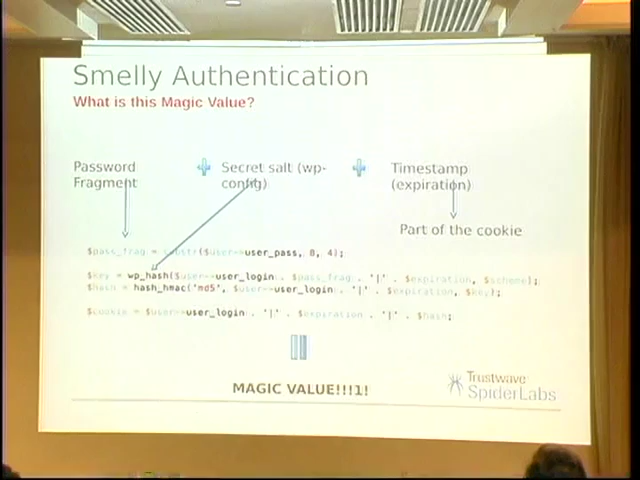 Smelly Authentication
What is this Magic Value?
Password Fragment
+ Secret salt (wp-config)
+ Timestamp (expiration)
Part of the cookie
$pass_frag = substr($user->user_pass, 8, 4);
$key = wp_hash($user->user_login . $pass_frag . '|' . $expiration, $scheme);
$hash = hash_hmac('md5', $user->user_login . '|' . $expiration, $key);
$cookie = $user->user_login . '|' . $expiration . '|' . $hash;
MAGIC VALUE!!!1!
Trustwave
SpiderLabs